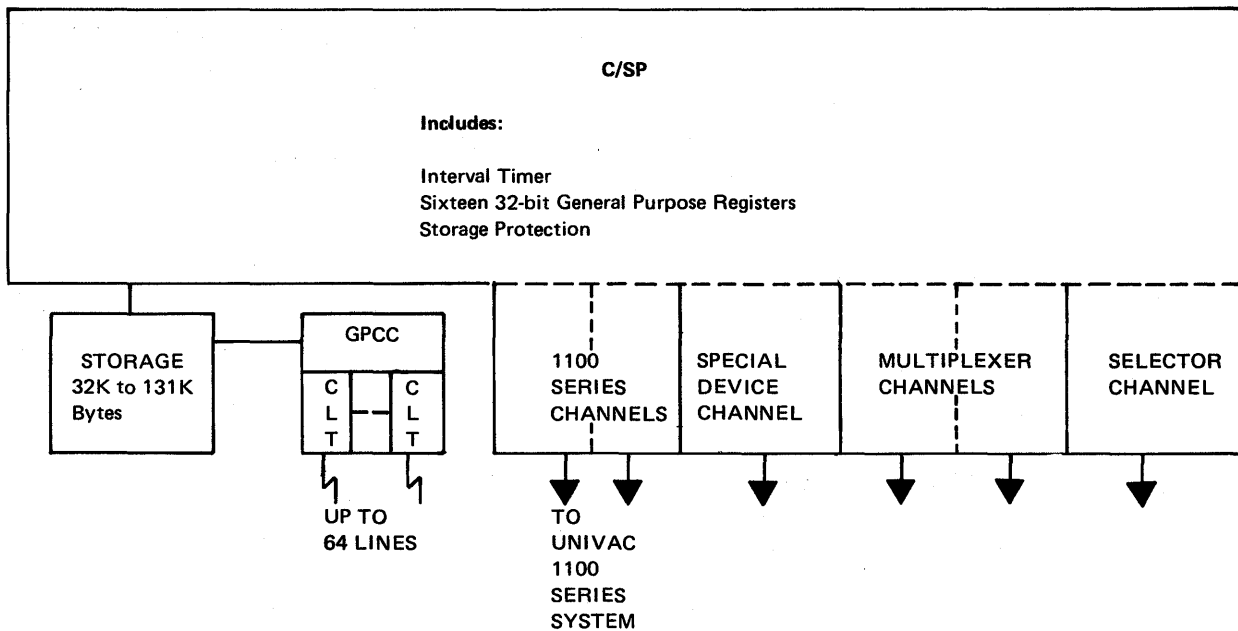 C/SP
Includes:
Interval Timer
Sixteen 32-bit General Purpose Registers
Storage Protection
STORAGE
32K to 131K
Bytes
GPCC
C
L
T
C
L
T
UP TO
64 LINES
1100
SERIES
CHANNELS
SPECIAL
DEVICE
CHANNEL
MULTIPLEXER
CHANNELS
SELECTOR
CHANNEL
TO
UNIVAC
1100
SERIES
SYSTEM